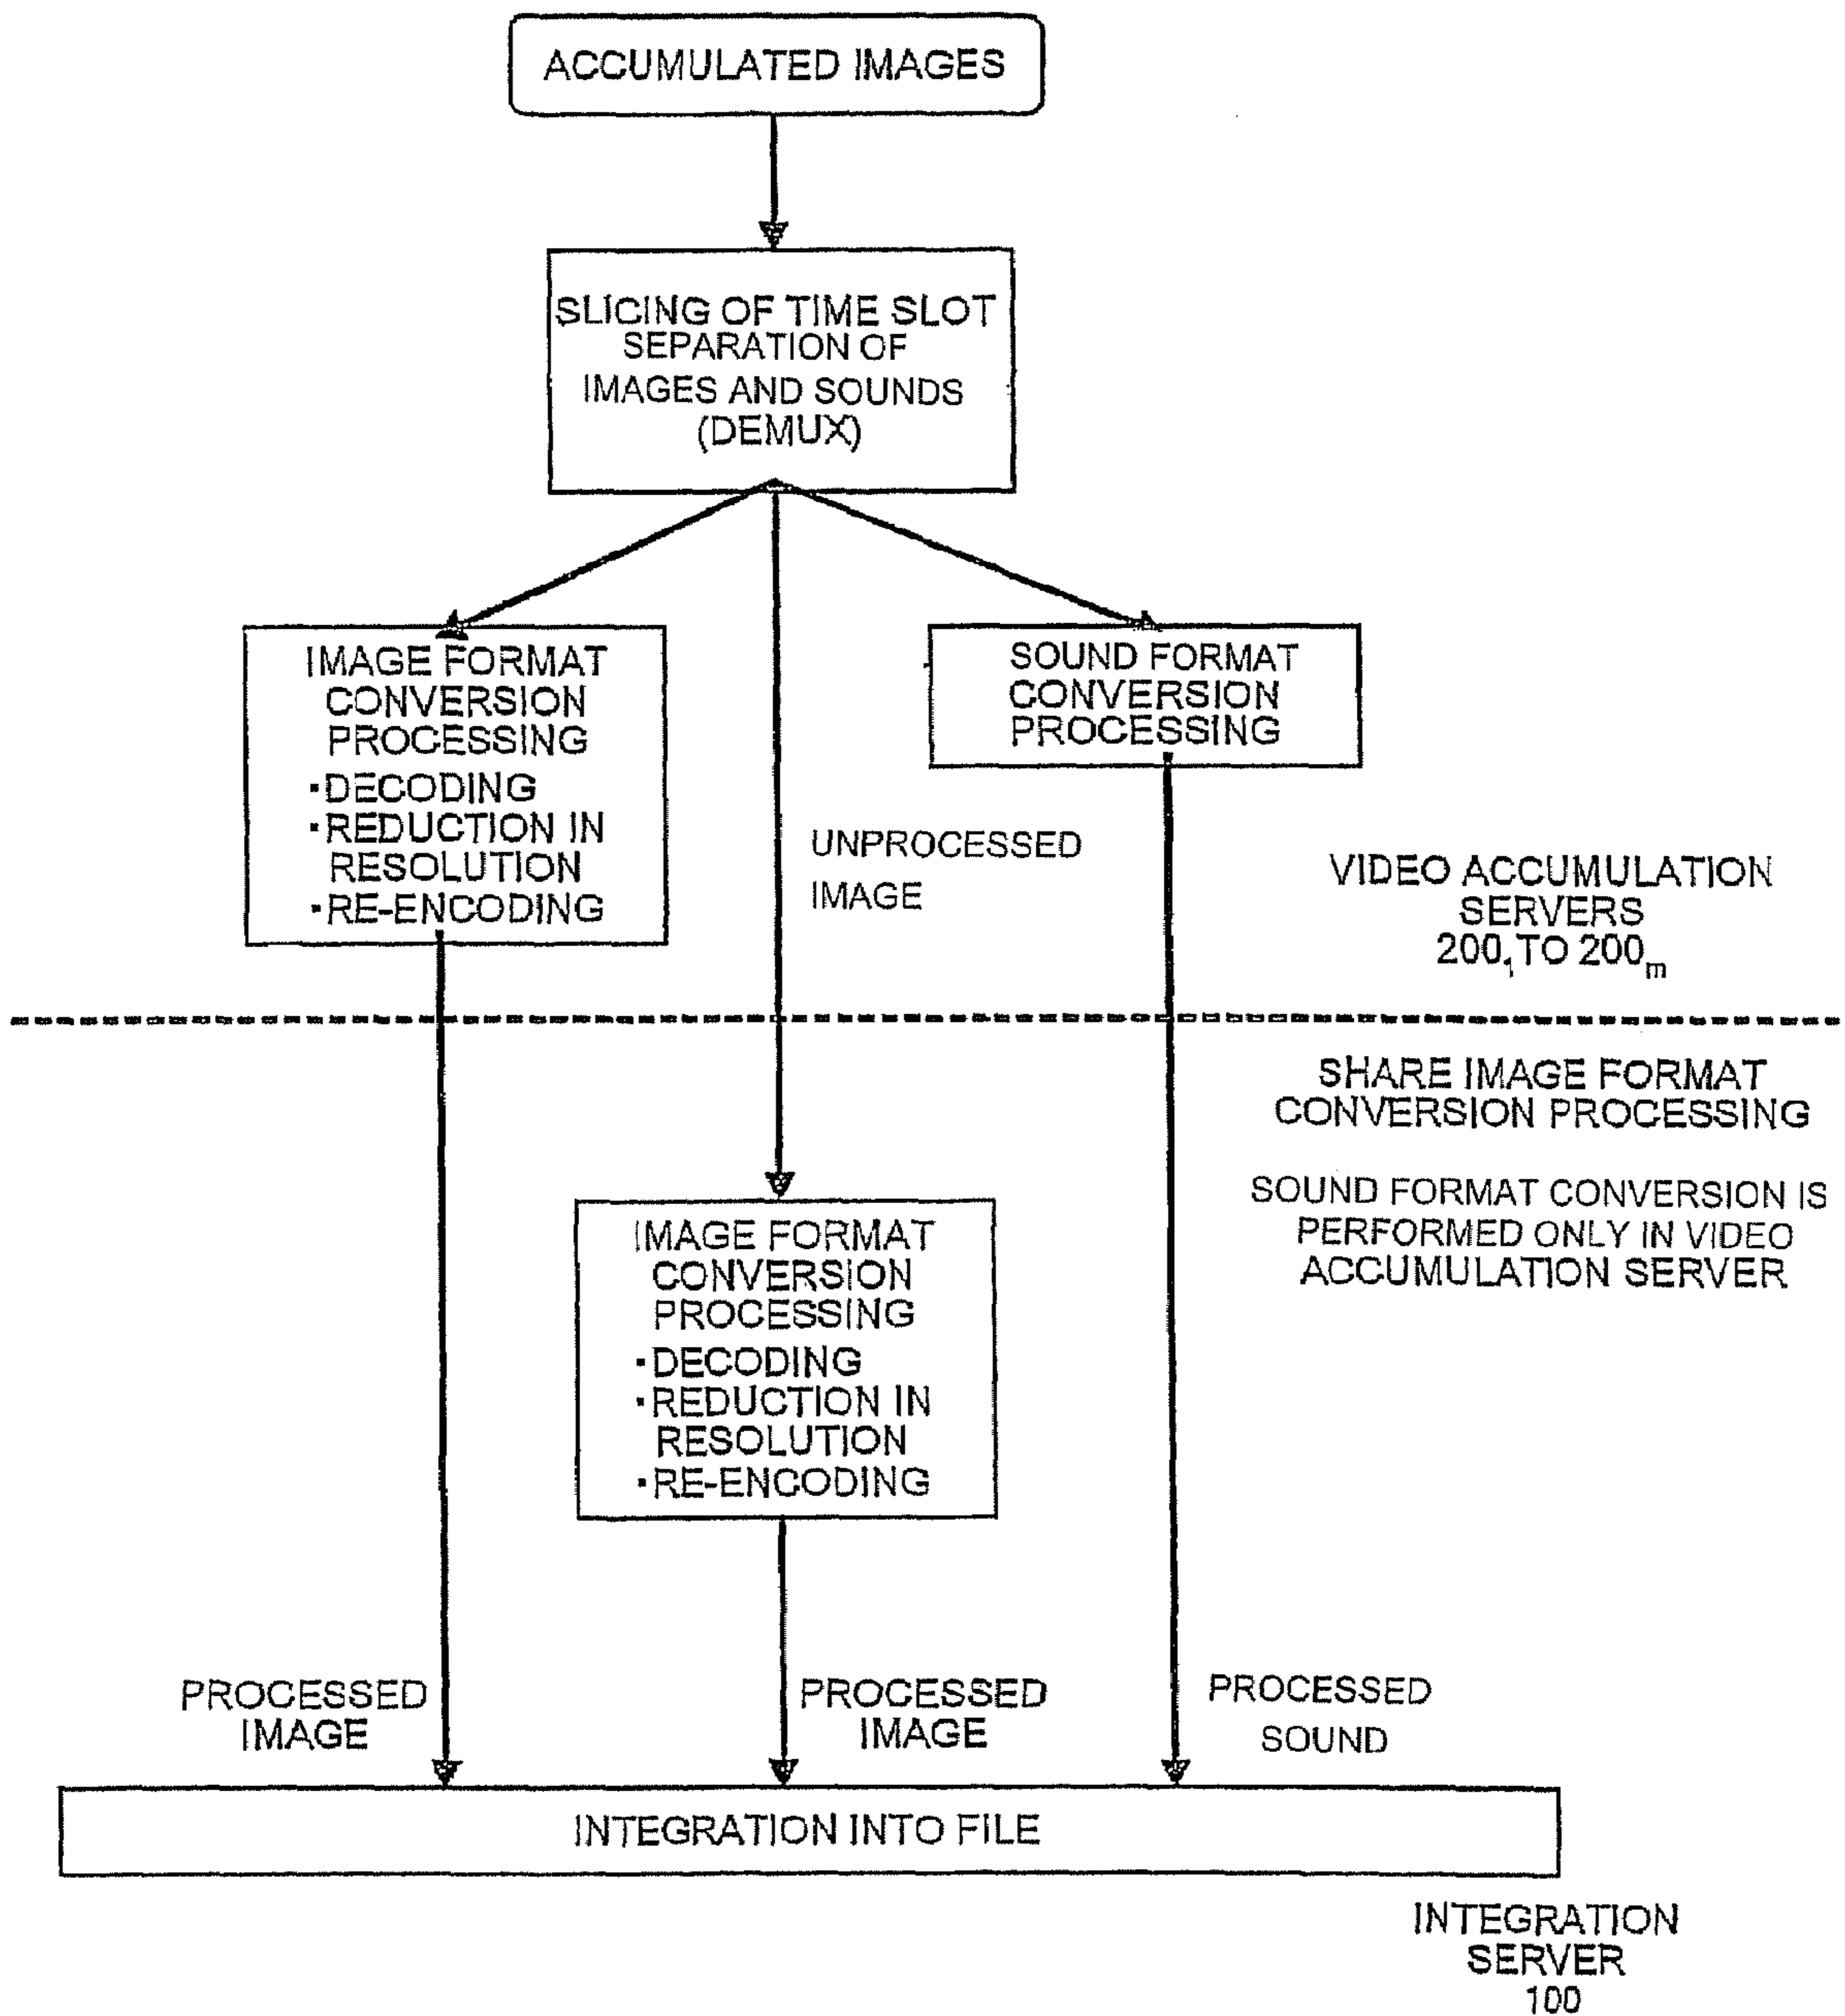 ACCUMULATED IMAGES
SLICING OF TIME SLOT
SEPARATION OF
IMAGES AND SOUNDS
(DEMUX)
IMAGE FORMAT
CONVERSION
PROCESSING
·DECODING
·REDUCTION IN
RESOLUTION
·RE-ENCODING
UNPROCESSED
IMAGE
SOUND FORMAT
CONVERSION
PROCESSING
VIDEO ACCUMULATION
SERVERS
200₁ TO 200ₘ
SHARE IMAGE FORMAT
CONVERSION PROCESSING
SOUND FORMAT CONVERSION IS
PERFORMED ONLY IN VIDEO
ACCUMULATION SERVER
IMAGE FORMAT
CONVERSION
PROCESSING
·DECODING
·REDUCTION IN
RESOLUTION
·RE-ENCODING
PROCESSED
IMAGE
PROCESSED
IMAGE
PROCESSED
SOUND
INTEGRATION INTO FILE
INTEGRATION
SERVER
100